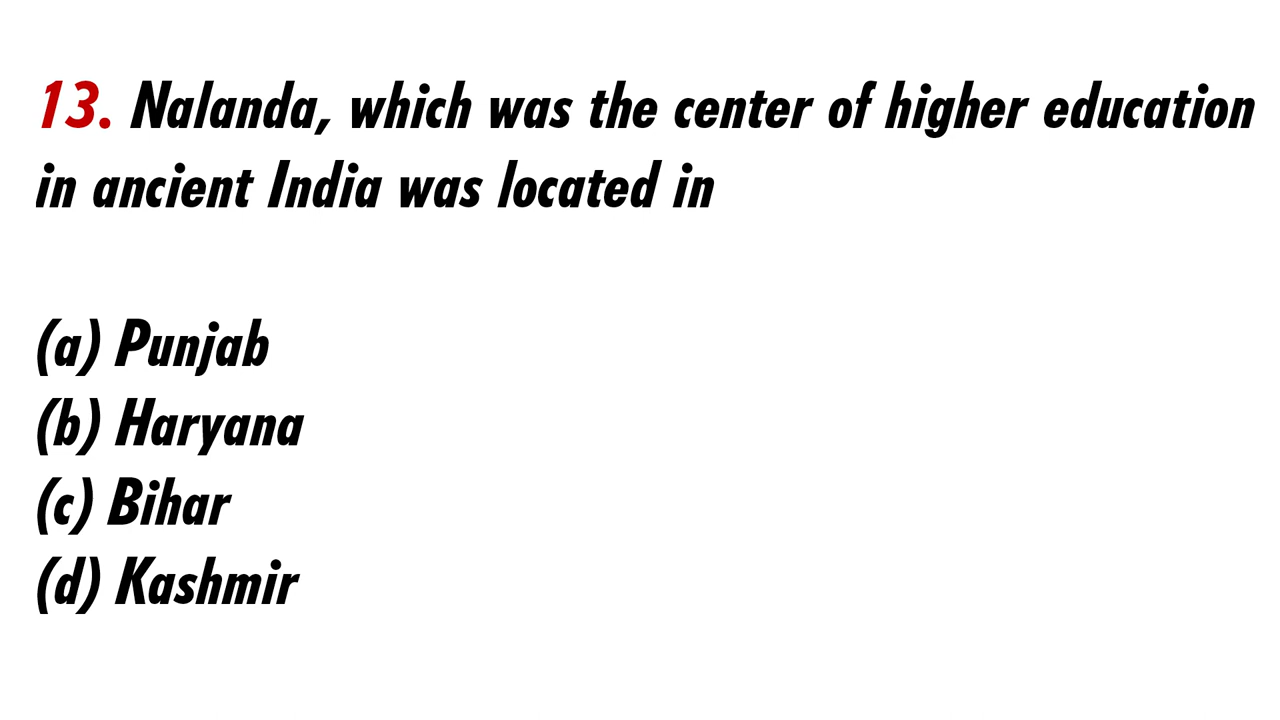 13. Nalanda, which was the center of higher education
in ancient India was located in
(a) Punjab
(b) Haryana
(c) Bihar
(d) Kashmir